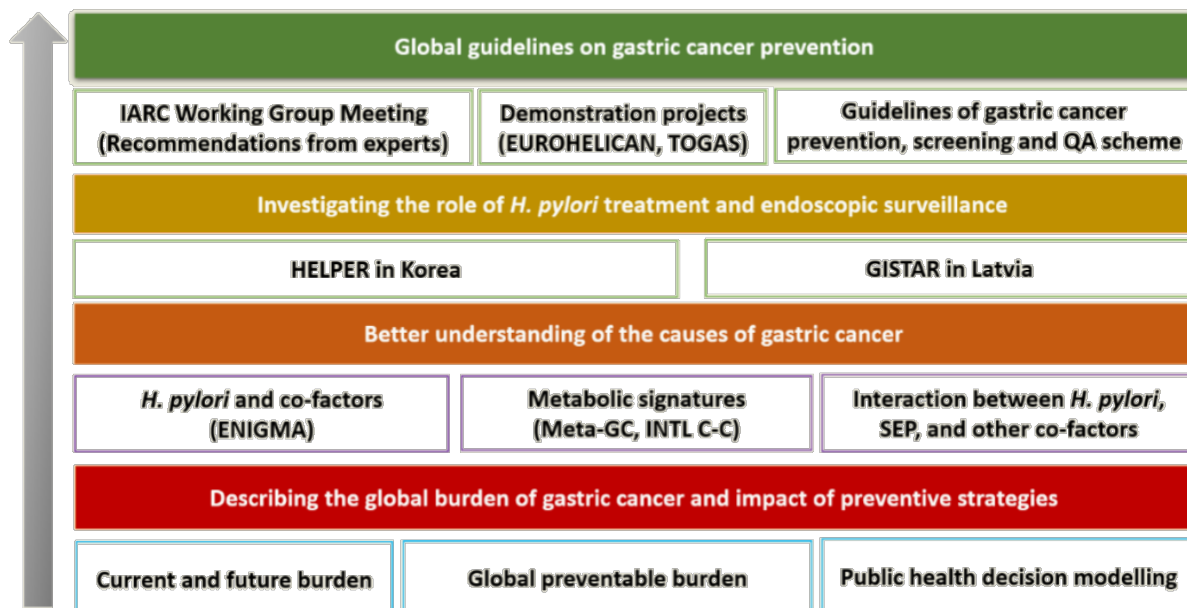 Global guidelines on gastric cancer prevention
IARC Working Group Meeting
(Recommendations from experts)
Demonstration projects
(EUROHELICAN, TOGAS)
Guidelines of gastric cancer
prevention, screening and QA scheme
Investigating the role of H. pylori treatment and endoscopic surveillance
HELPER in Korea
GISTAR in Latvia
Better understanding of the causes of gastric cancer
H. pylori and co-factors
(ENIGMA)
Metabolic signatures
(Meta-GC, INTL C-C)
Interaction between H. pylori,
SEP, and other co-factors
Describing the global burden of gastric cancer and impact of preventive strategies
Current and future burden
Global preventable burden
Public health decision modelling